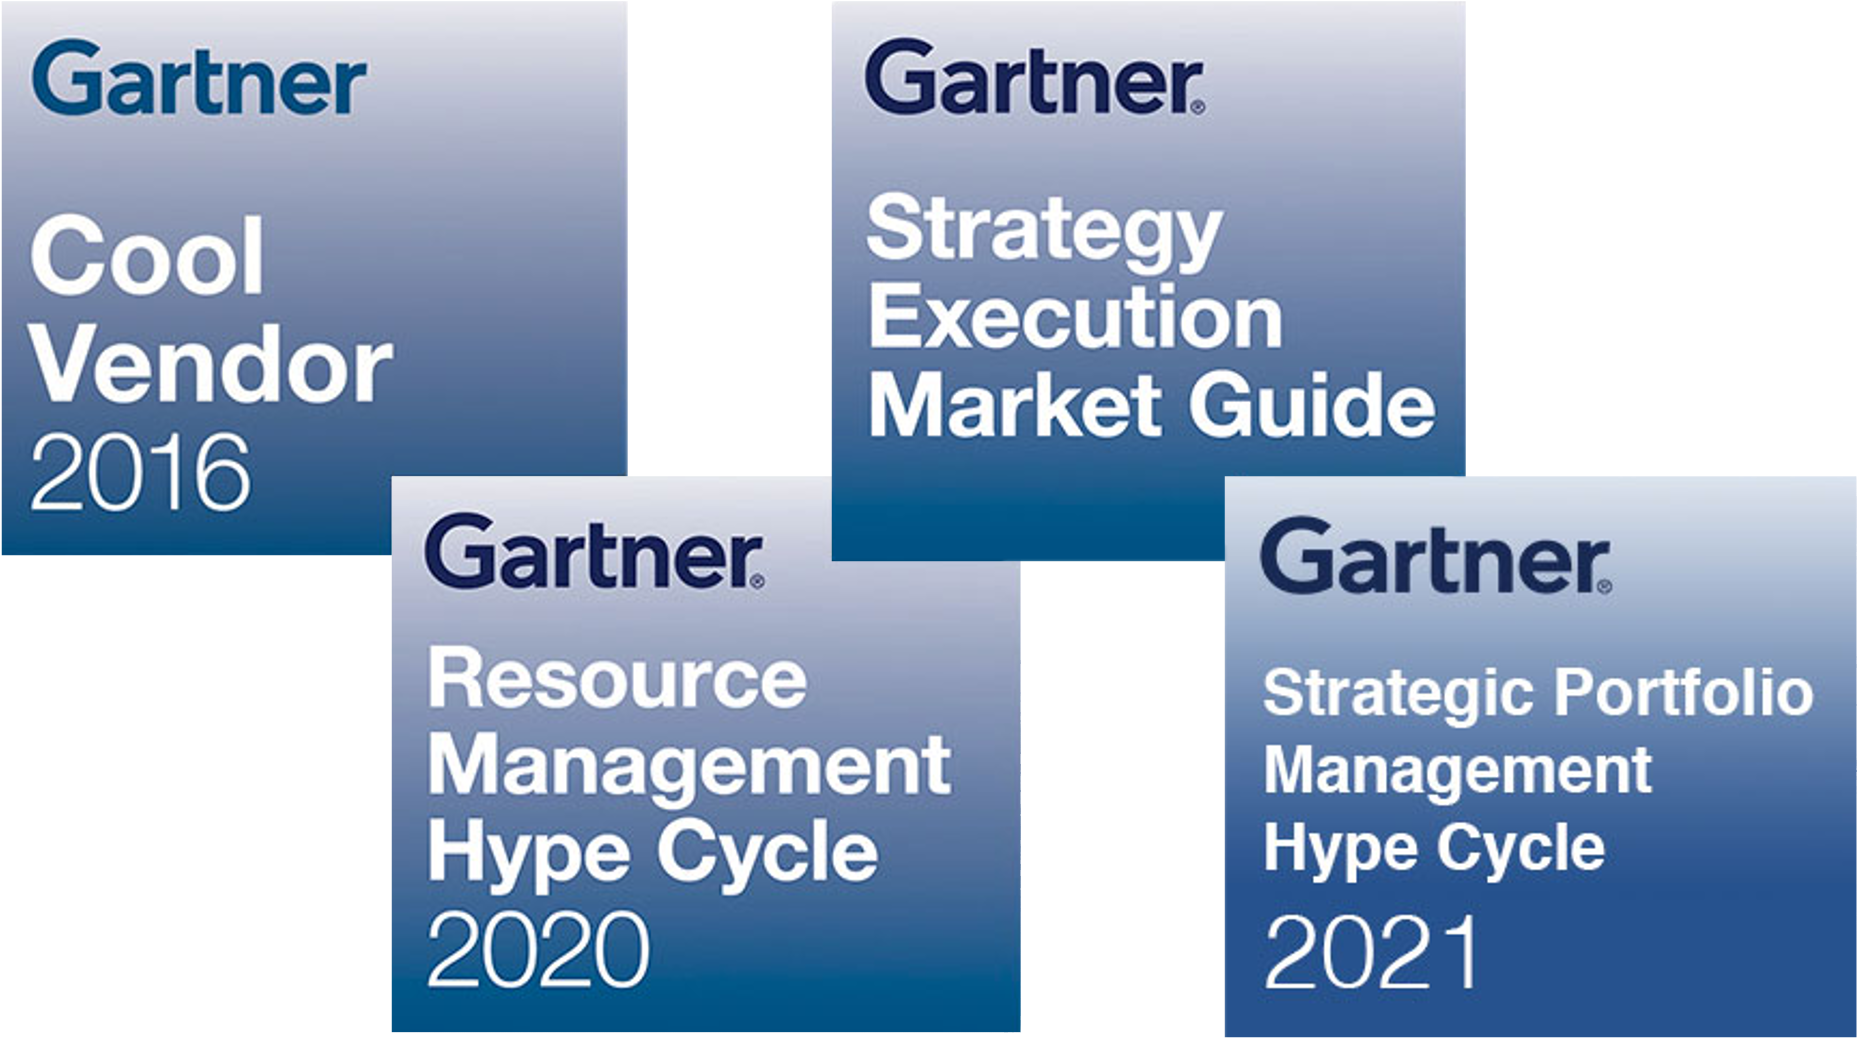 Gartner
Cool
Vendor
2016
Gartner®
Strategy
Execution
Market Guide
Gartner®
Resource
Management
Hype Cycle
2020
Gartner®
Strategic Portfolio
Management
Hype Cycle
2021